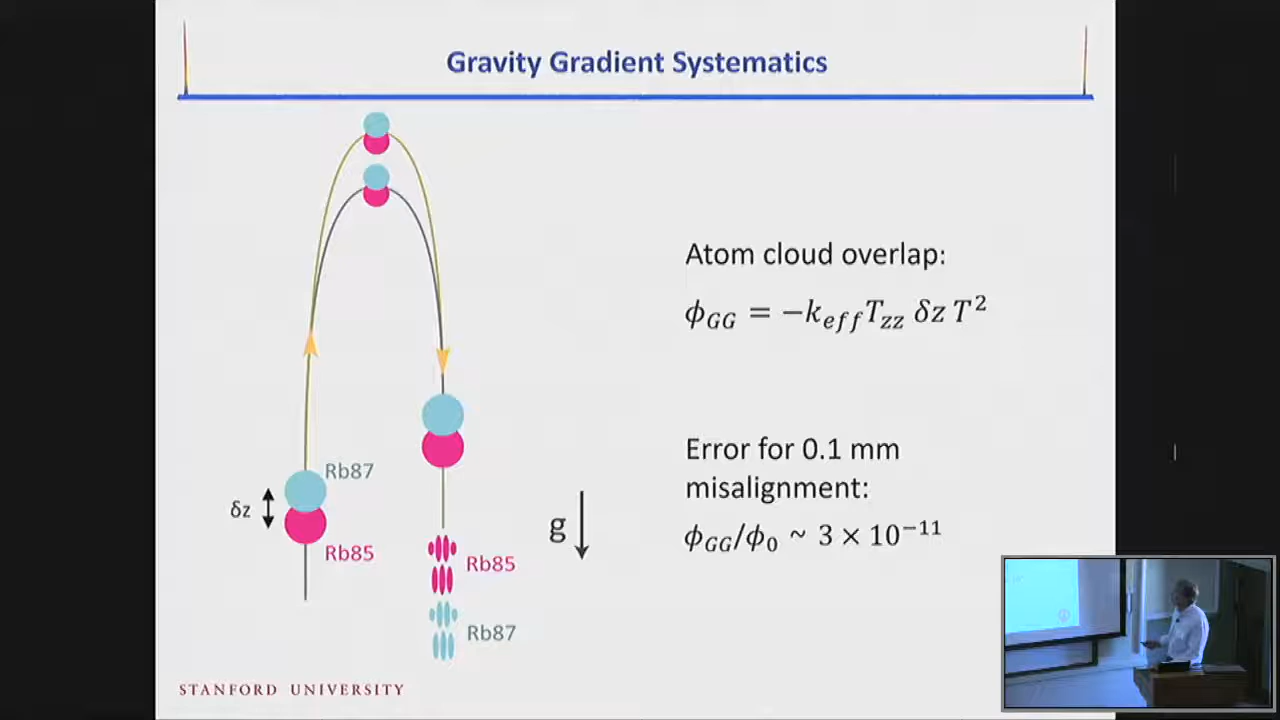 Gravity Gradient Systematics
Atom cloud overlap:
ϕ_GG = −k_eff T_zz δz T²
Rb87
δz
Rb85
g
Error for 0.1 mm
misalignment:
ϕ_GG/ϕ_0 ~ 3 × 10⁻¹¹
Rb85
Rb87
STANFORD UNIVERSITY